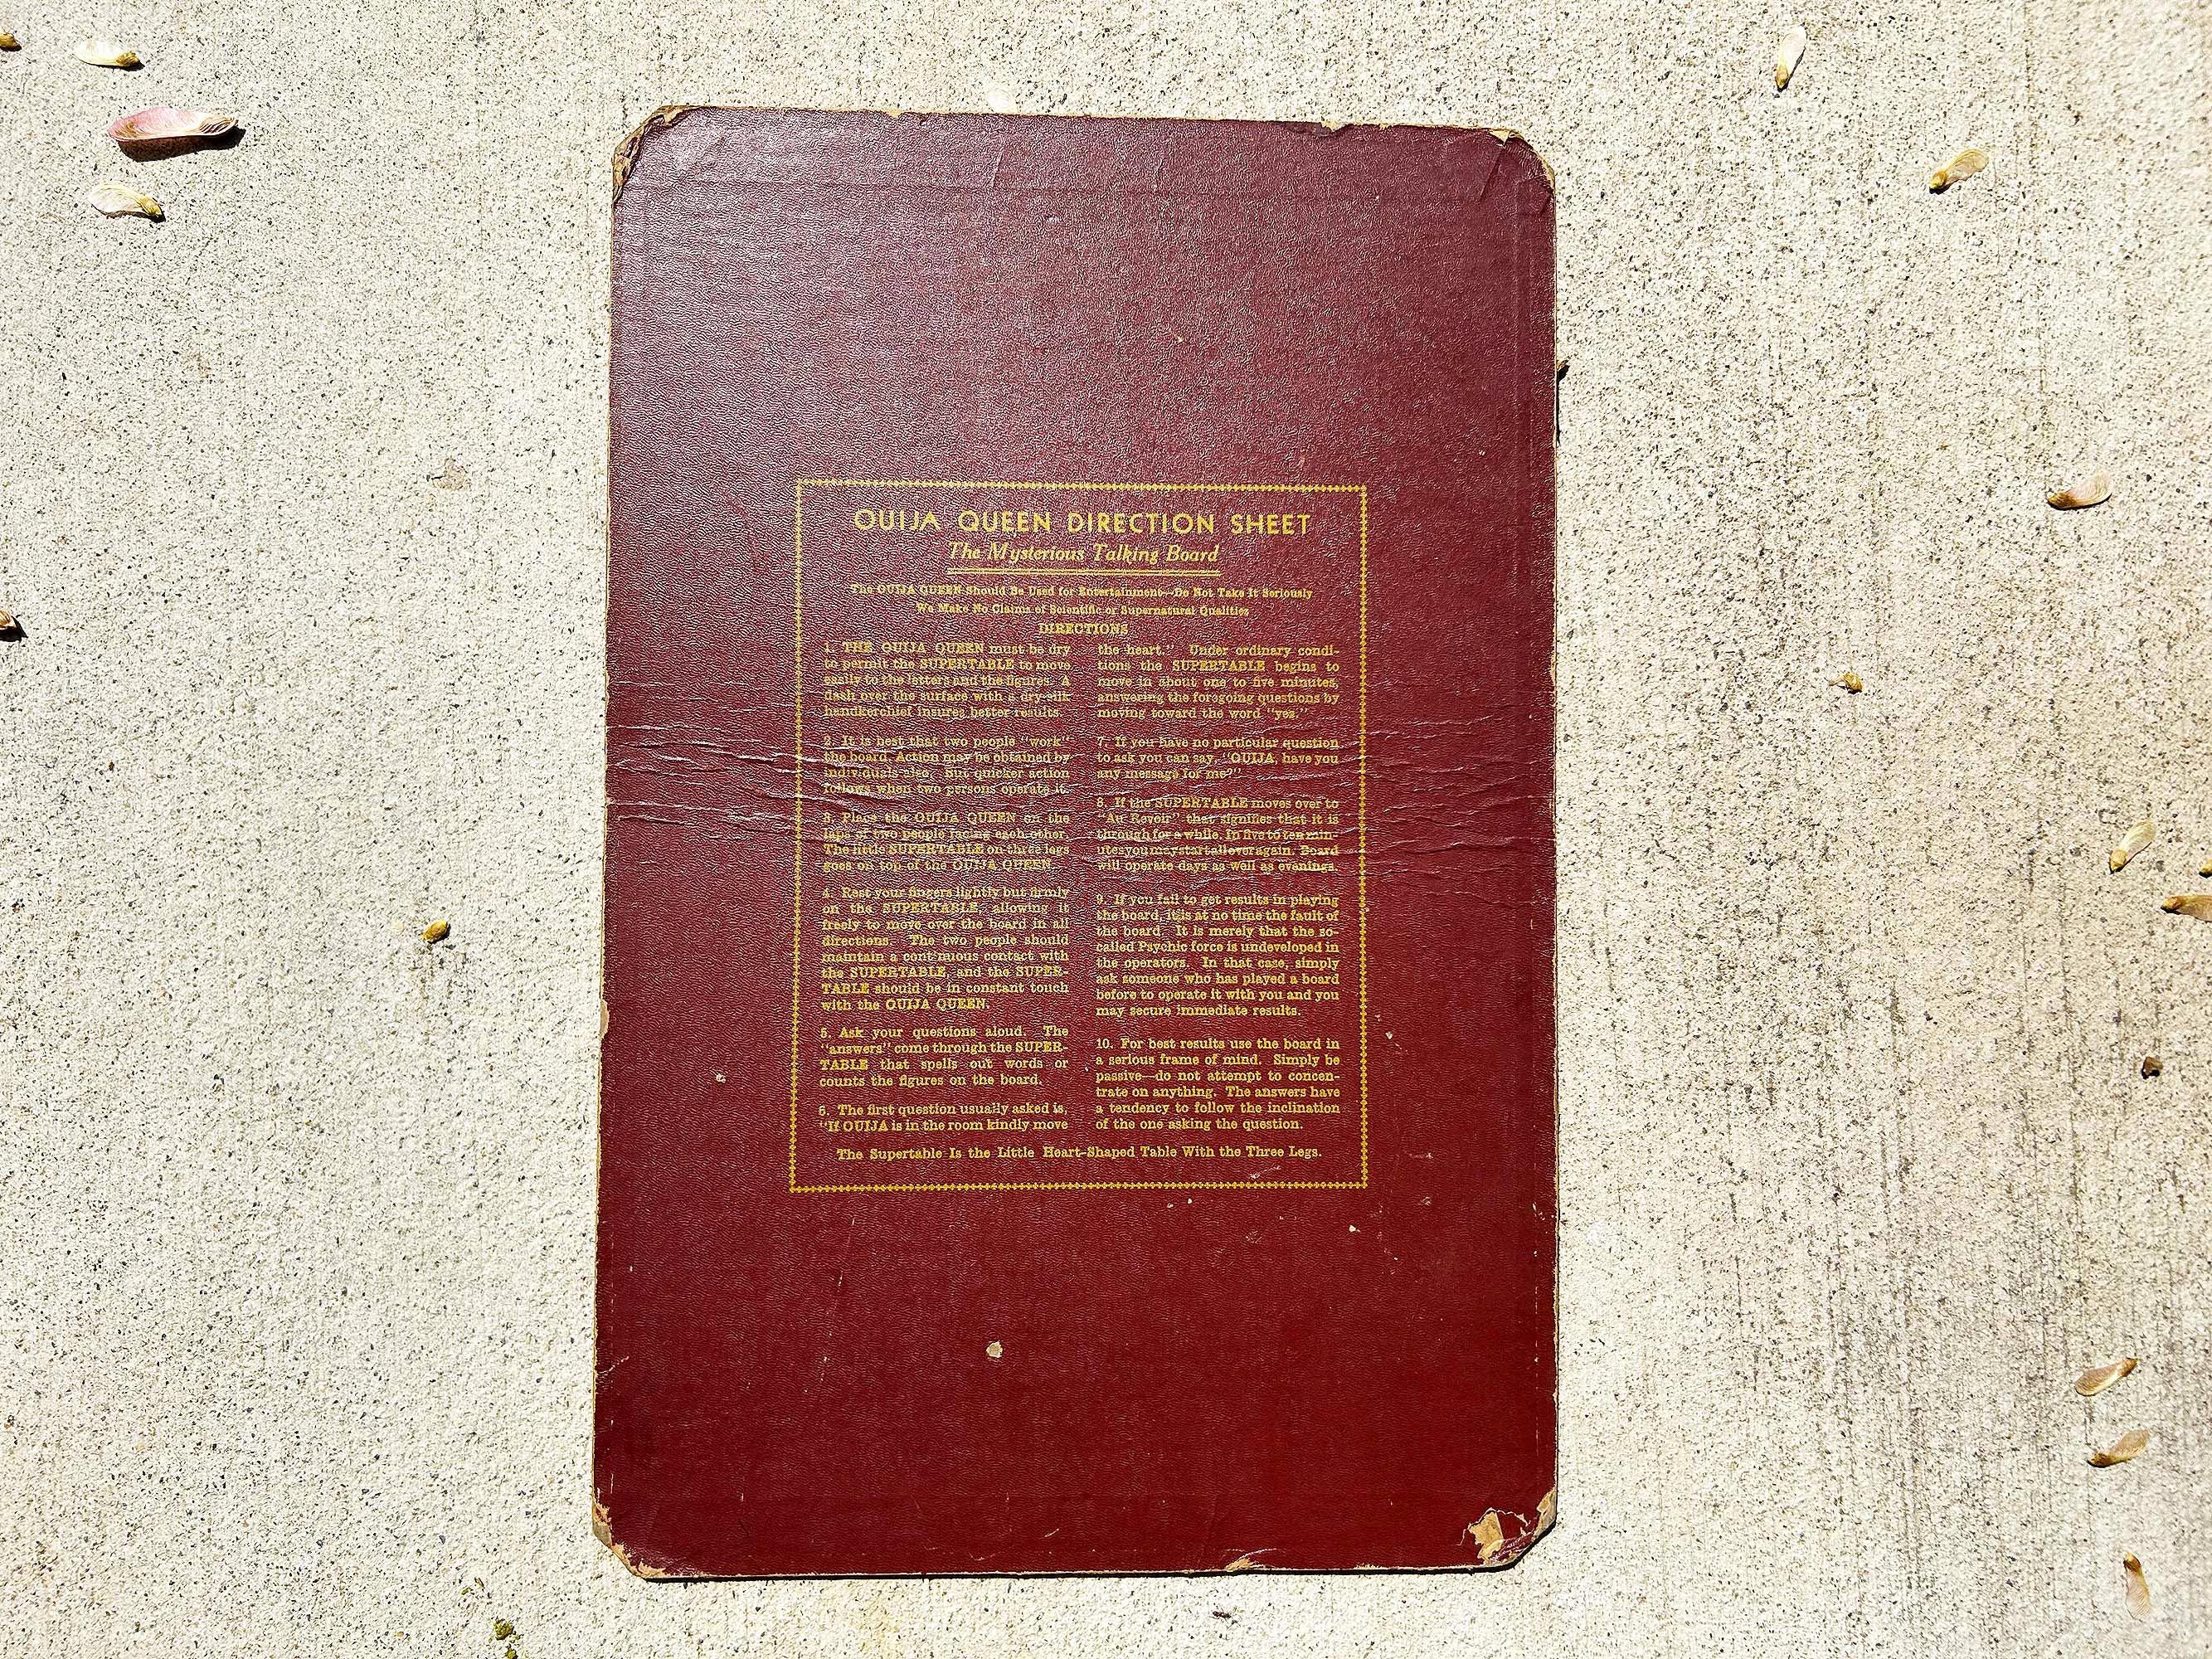 OUIJA QUEEN DIRECTION SHEET
The Mysterious Talking Board
The OUIJA QUEEN Should Be Used for Entertainment—Do Not Take It Seriously
We Make No Claims of Scientific or Supernatural Qualities
DIRECTIONS
1. THE OUIJA QUEEN must be dry
to permit the SUPERTABLE to move
easily to the letters and the figures. A
dash over the surface with a dry silk
handkerchief insures better results.
2. It is best that two people "work"
the board. Action may be obtained by
individuals also. But quicker action
follows when two persons operate it.
3. Place the OUIJA QUEEN on the
laps of two people facing each other.
The little SUPERTABLE on three legs
goes on top of the OUIJA QUEEN.
4. Rest your fingers lightly but firmly
on the SUPERTABLE, allowing it
freely to move over the board in all
directions. The two people should
maintain a continuous contact with
the SUPERTABLE, and the SUPER-
TABLE should be in constant touch
with the OUIJA QUEEN.
5. Ask your questions aloud. The
"answers" come through the SUPER-
TABLE that spells out words or
counts the figures on the board.
6. The first question usually asked is,
"If OUIJA is in the room kindly move
the heart." Under ordinary condi-
tions the SUPERTABLE begins to
move in about one to five minutes,
answering the foregoing questions by
moving toward the word "yes."
7. If you have no particular question
to ask you can say, "OUIJA, have you
any message for me?"
8. If the SUPERTABLE moves over to
"Au Revoir" that signifies that it is
through for a while. In five to ten min-
utes you may start all over again. Board
will operate days as well as evenings.
9. If you fail to get results in playing
the board, it is at no time the fault of
the board. It is merely that the so-
called Psychic force is undeveloped in
the operators. In that case, simply
ask someone who has played a board
before to operate it with you and you
may secure immediate results.
10. For best results use the board in
a serious frame of mind. Simply be
passive—do not attempt to concen-
trate on anything. The answers have
a tendency to follow the inclination
of the one asking the question.
The Supertable Is the Little Heart-Shaped Table With the Three Legs.